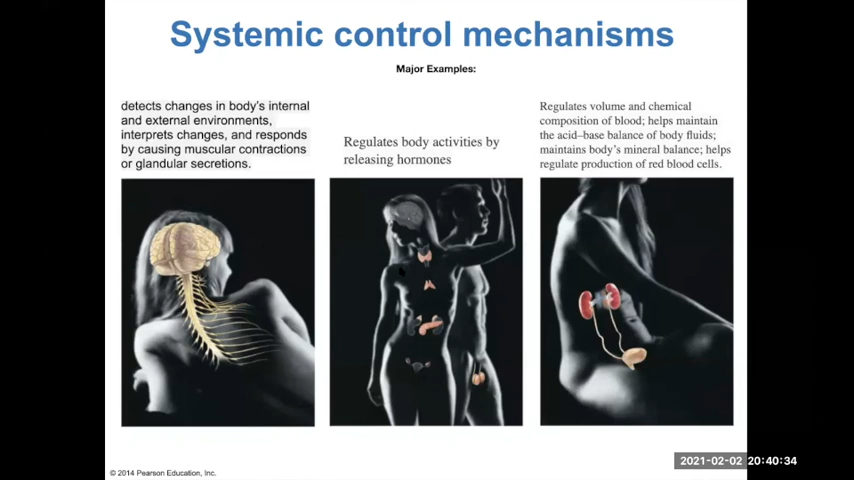 Systemic control mechanisms
Major Examples:
detects changes in body's internal
and external environments,
interprets changes, and responds
by causing muscular contractions
or glandular secretions.
Regulates body activities by
releasing hormones
Regulates volume and chemical
composition of blood; helps maintain
the acid–base balance of body fluids;
maintains body's mineral balance; helps
regulate production of red blood cells.
© 2014 Pearson Education, Inc.
2021-02-02 20:40:34